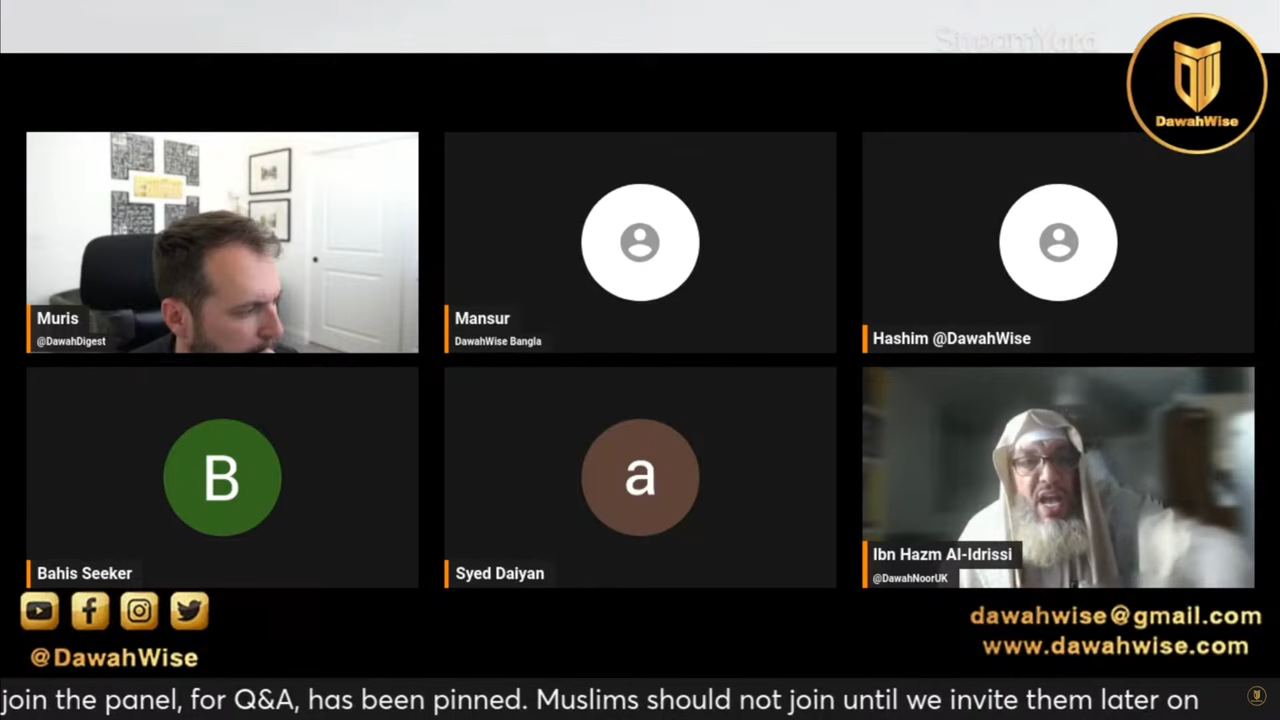 StreamYard
DawahWise
Muris
@DawahDigest
Mansur
DawahWise Bangla
Hashim @DawahWise
B
Bahis Seeker
a
Syed Daiyan
Ibn Hazm Al-Idrissi
@DawahNoorUK
@DawahWise
dawahwise@gmail.com
www.dawahwise.com
join the panel, for Q&A, has been pinned. Muslims should not join until we invite them later on